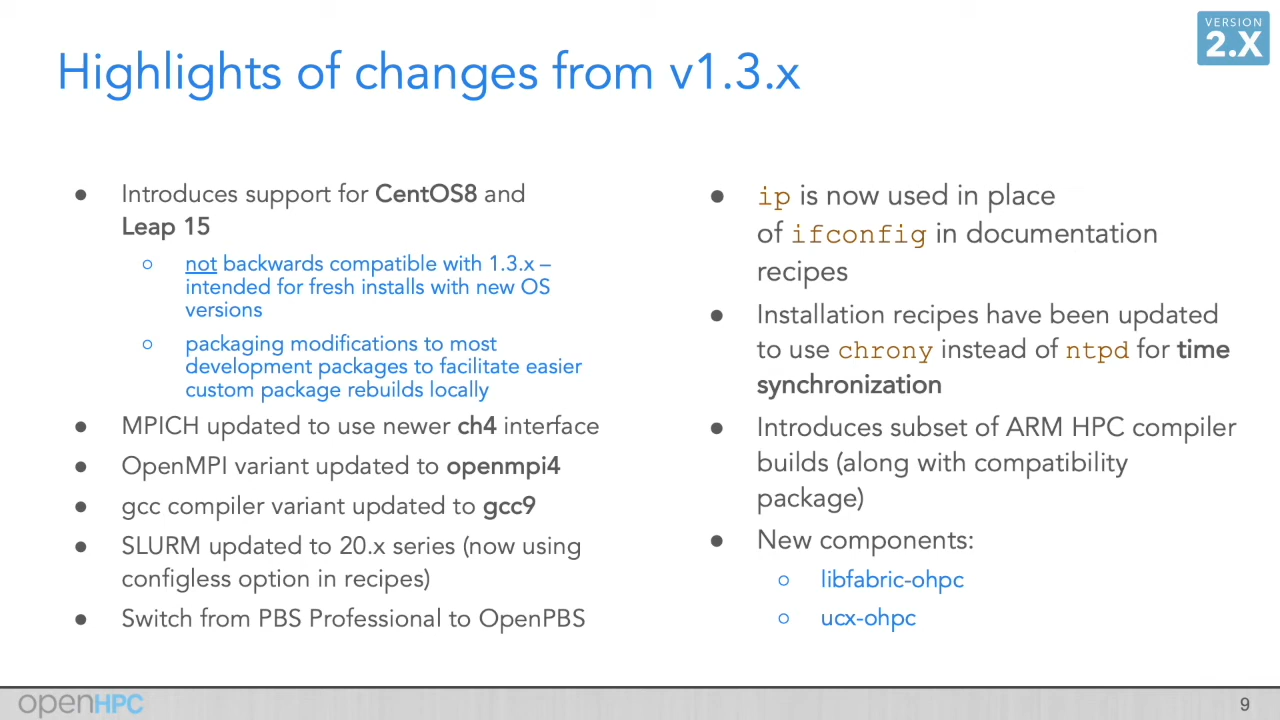 VERSION
2.X
Highlights of changes from v1.3.x
● Introduces support for CentOS8 and
Leap 15
○ not backwards compatible with 1.3.x –
intended for fresh installs with new OS
versions
○ packaging modifications to most
development packages to facilitate easier
custom package rebuilds locally
● MPICH updated to use newer ch4 interface
● OpenMPI variant updated to openmpi4
● gcc compiler variant updated to gcc9
● SLURM updated to 20.x series (now using
configless option in recipes)
● Switch from PBS Professional to OpenPBS
● ip is now used in place
of ifconfig in documentation
recipes
● Installation recipes have been updated
to use chrony instead of ntpd for time
synchronization
● Introduces subset of ARM HPC compiler
builds (along with compatibility
package)
● New components:
○ libfabric-ohpc
○ ucx-ohpc
openHPC
9